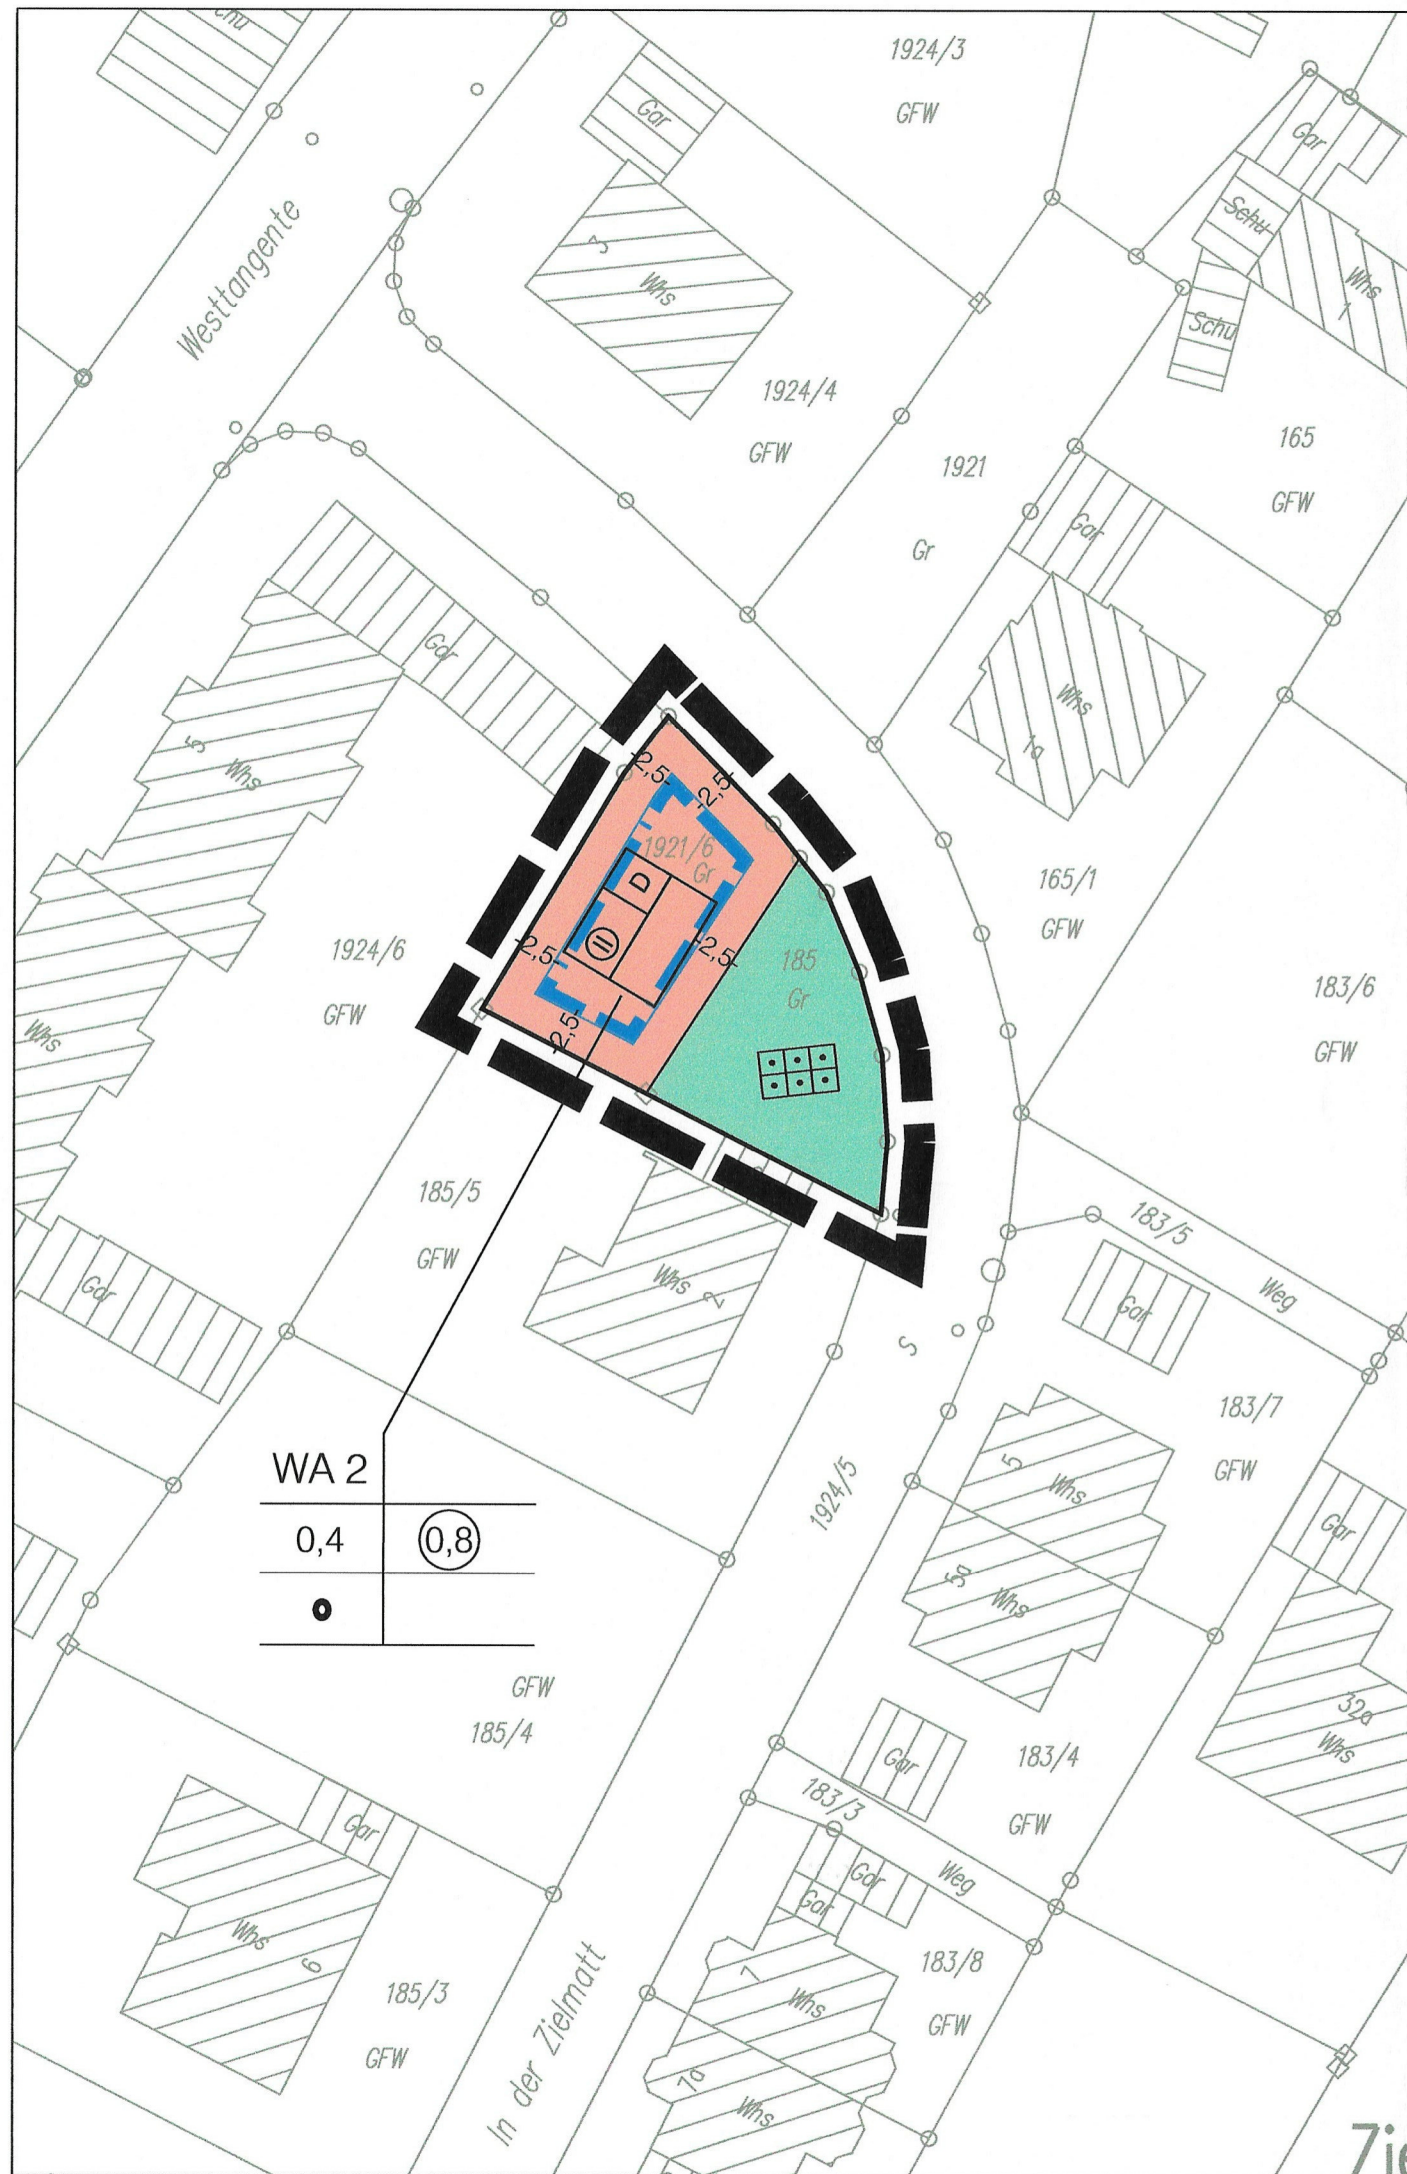 chu
1924/3
GFW
Gar
Gar
Westtangente
3
Whs
Schu
Whs
1
Schu
1924/4
GFW
165
GFW
1921
Gr
Gar
Gar
5
Whs
Whs
1a
-2,5-
-2,5-
1921/6
Gr
D
II
-2,5-
-2,5-
-2,5-
185
Gr
165/1
GFW
1924/6
GFW
183/6
GFW
Whs
185/5
GFW
183/5
Weg
Gar
Whs
2
Gar
S
183/7
GFW
WA 2
0,4
0,8
o
1924/5
5
Whs
5a
Whs
Gar
GFW
185/4
32a
Whs
Gar
183/4
GFW
183/3
Weg
Gar
Gar
Gar
Whs
6
185/3
GFW
In der Zielmatt
7
Whs
183/8
GFW
7a
Whs
Zie